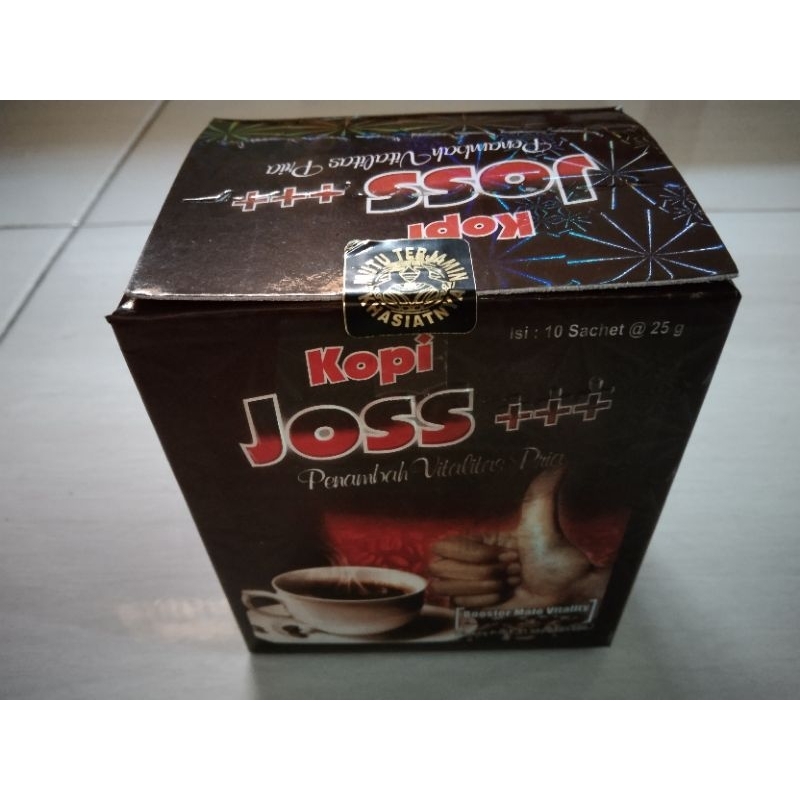 Penambah Vitalitas Pria
JOSS +++
Kopi
MUTU TERJAMIN
KHASIATNYA
Isi : 10 Sachet @ 25 g
Kopi
JOSS +++
Penambah Vitalitas Pria
[Booster Male Vitality]